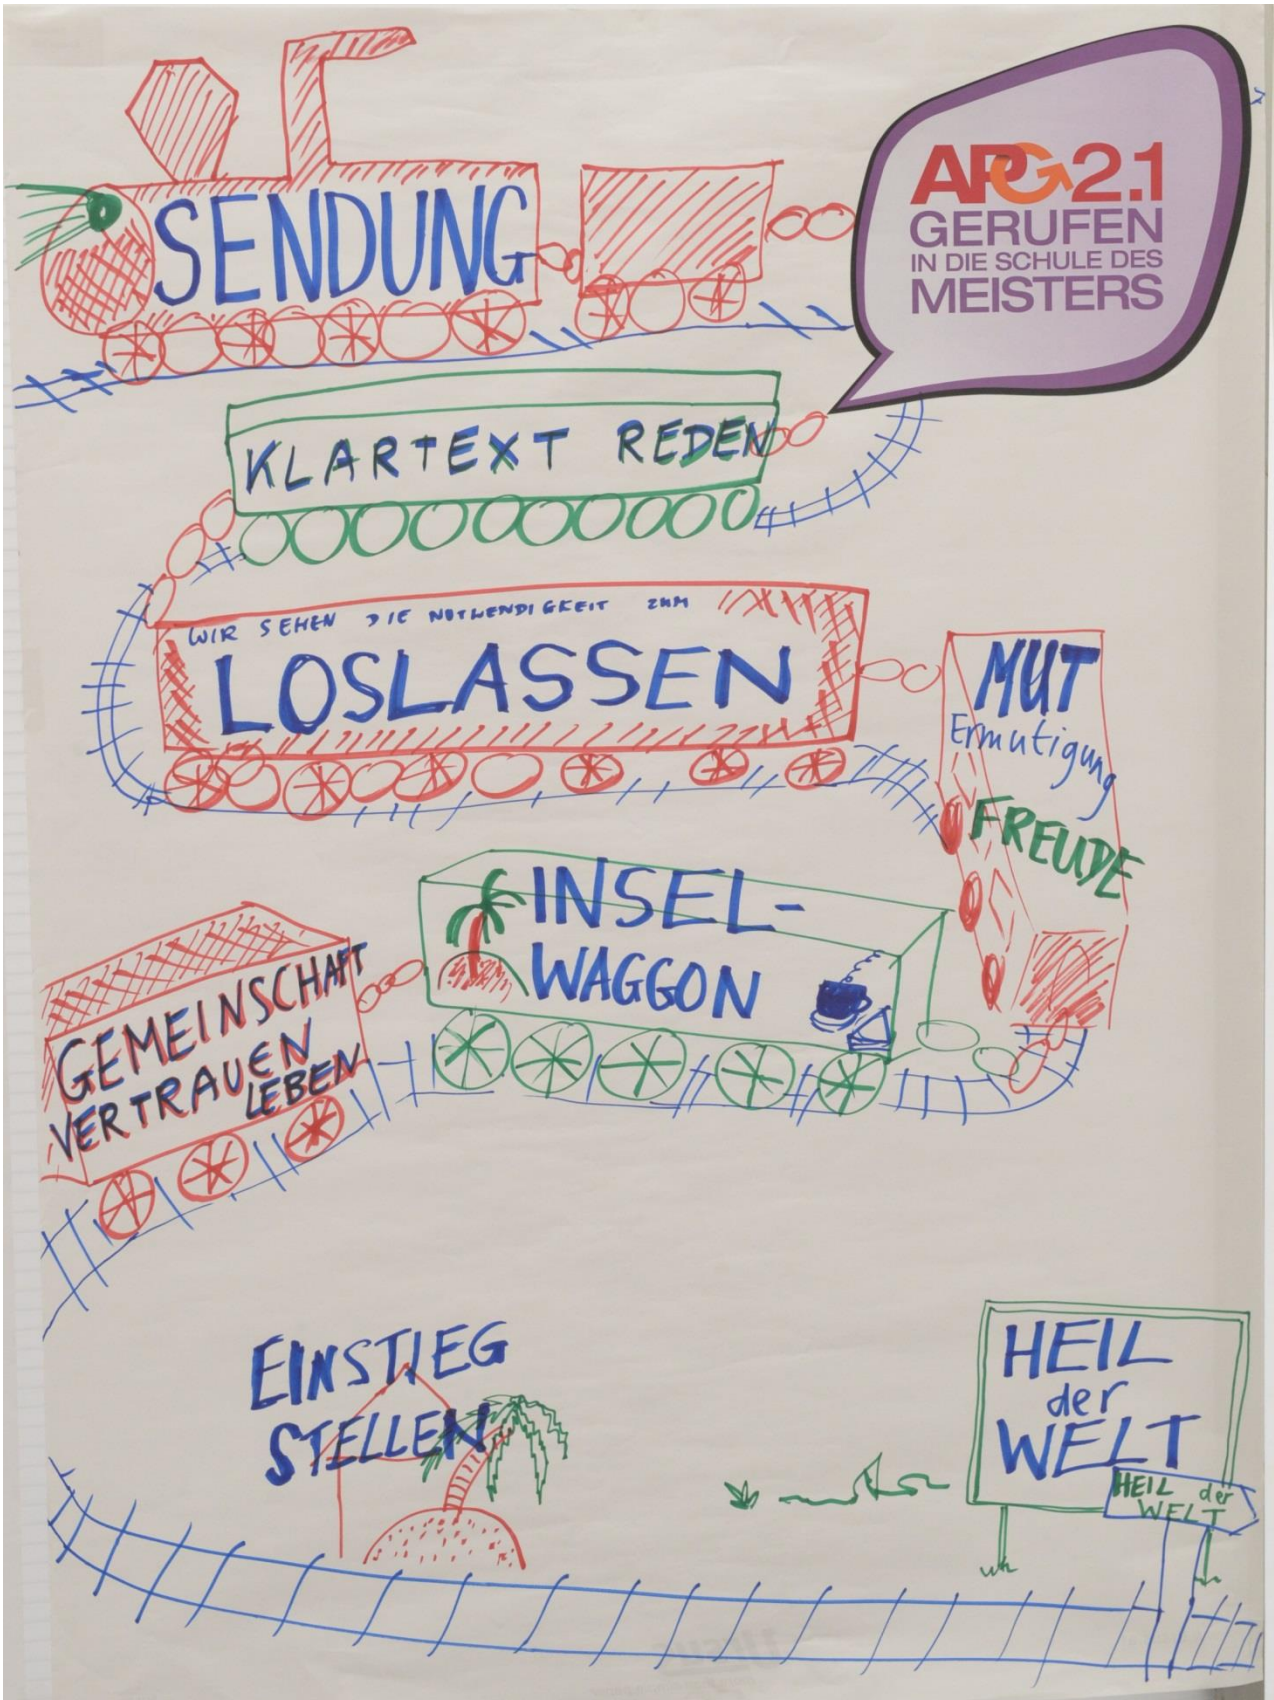 SENDUNG
APG2.1
GERUFEN
IN DIE SCHULE DES
MEISTERS
KLARTEXT REDEN
WIR SEHEN DIE NOTWENDIGKEIT ZUM
LOSLASSEN
MUT
Ermutigung
FREUDE
INSEL-
WAGGON
GEMEINSCHAFT
VERTRAUEN
LEBEN
EINSTIEG
STELLEN
HEIL
der
WELT
HEIL der
WELT